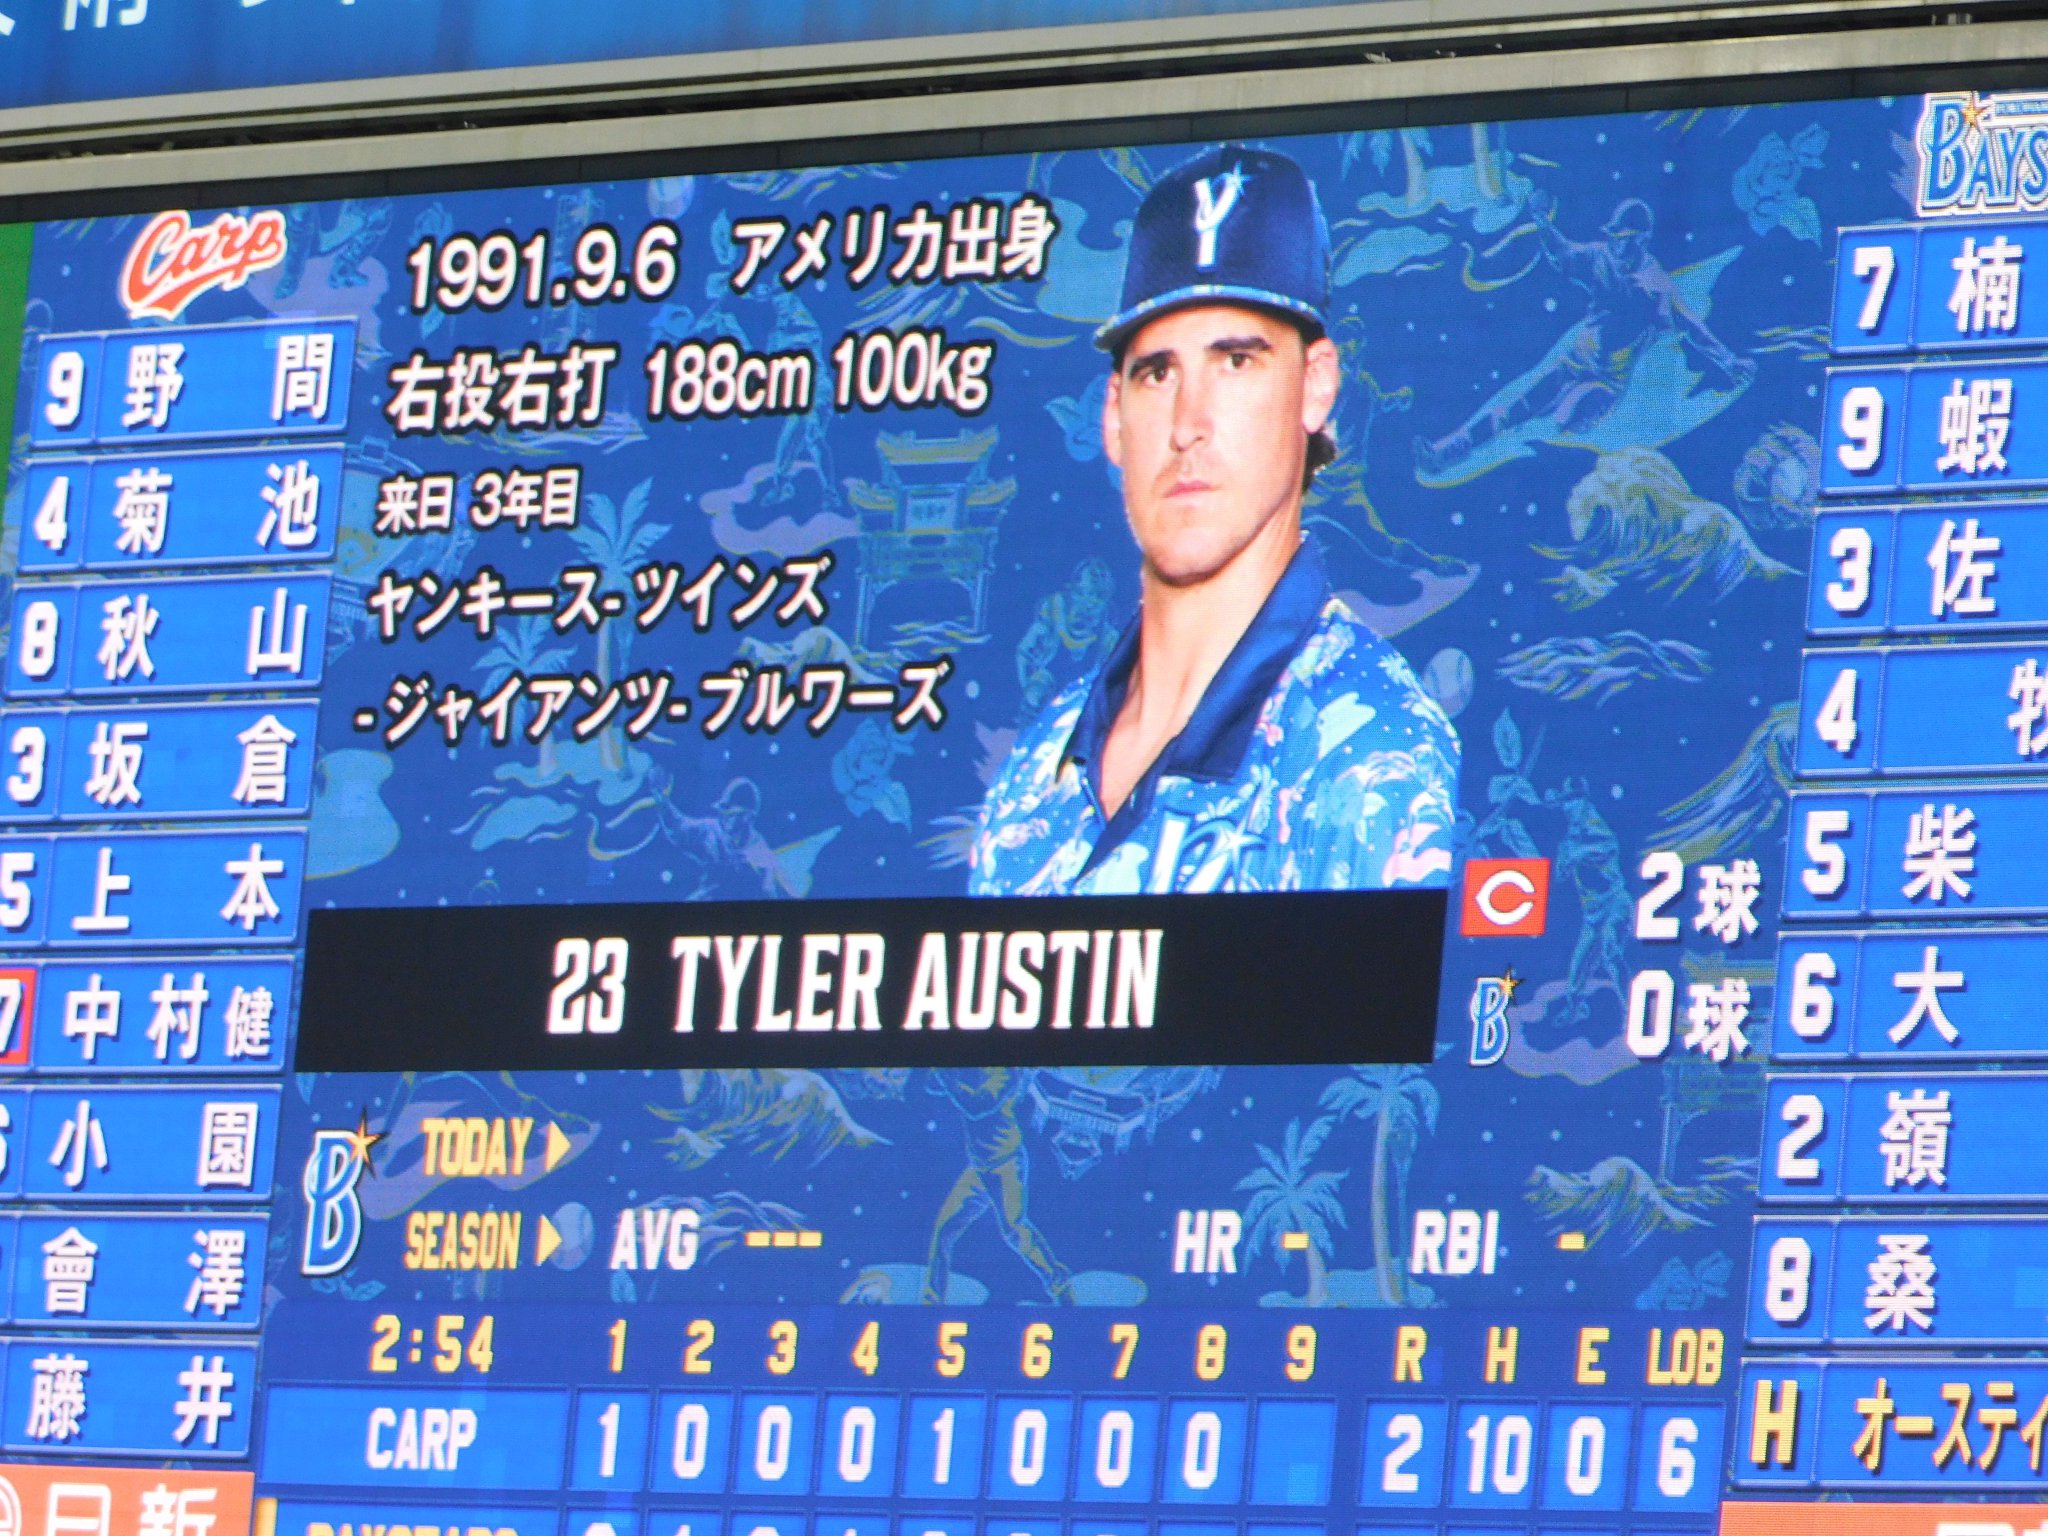 Carp
BAYS
9 野間
4 菊池
8 秋山
3 坂倉
5 上本
7 中村健
小園
會澤
藤井
日新
1991.9.6 アメリカ出身
右投右打 188cm 100kg
来日 3年目
ヤンキース-ツインズ
-ジャイアンツ-ブルワーズ
23 TYLER AUSTIN
C 2球
B 0球
TODAY
SEASON AVG --- HR - RBI -
2:54 1 2 3 4 5 6 7 8 9 R H E LOB
CARP 1 0 0 0 1 0 0 0 2 10 0 6
7 楠
9 蝦
3 佐
4 牧
5 柴
6 大
2 嶺
8 桑
H オースティ